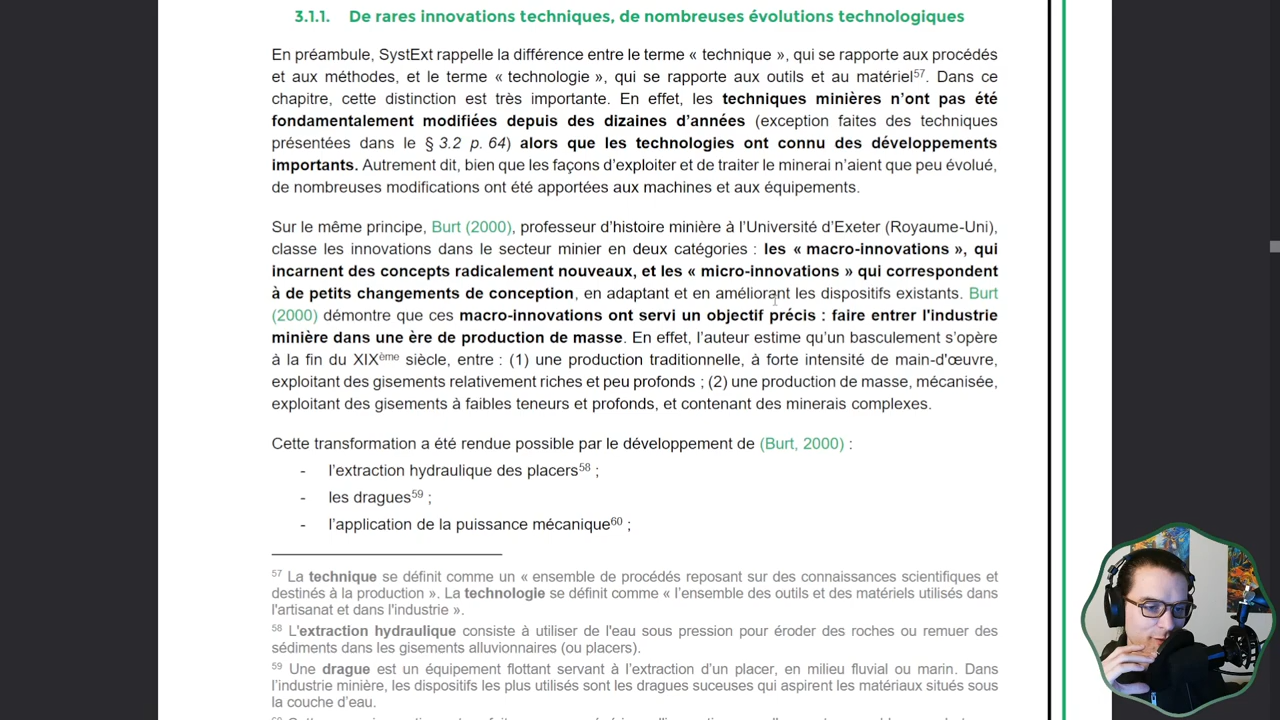 3.1.1. De rares innovations techniques, de nombreuses évolutions technologiques
En préambule, SystExt rappelle la différence entre le terme « technique », qui se rapporte aux procédés
et aux méthodes, et le terme « technologie », qui se rapporte aux outils et au matériel57. Dans ce
chapitre, cette distinction est très importante. En effet, les techniques minières n’ont pas été
fondamentalement modifiées depuis des dizaines d’années (exception faites des techniques
présentées dans le § 3.2 p. 64) alors que les technologies ont connu des développements
importants. Autrement dit, bien que les façons d’exploiter et de traiter le minerai n’aient que peu évolué,
de nombreuses modifications ont été apportées aux machines et aux équipements.
Sur le même principe, Burt (2000), professeur d’histoire minière à l’Université d’Exeter (Royaume-Uni),
classe les innovations dans le secteur minier en deux catégories : les « macro-innovations », qui
incarnent des concepts radicalement nouveaux, et les « micro-innovations » qui correspondent
à de petits changements de conception, en adaptant et en améliorant les dispositifs existants. Burt
(2000) démontre que ces macro-innovations ont servi un objectif précis : faire entrer l'industrie
minière dans une ère de production de masse. En effet, l’auteur estime qu’un basculement s’opère
à la fin du XIXème siècle, entre : (1) une production traditionnelle, à forte intensité de main-d'œuvre,
exploitant des gisements relativement riches et peu profonds ; (2) une production de masse, mécanisée,
exploitant des gisements à faibles teneurs et profonds, et contenant des minerais complexes.
Cette transformation a été rendue possible par le développement de (Burt, 2000) :
- l’extraction hydraulique des placers58 ;
- les dragues59 ;
- l’application de la puissance mécanique60 ;
57 La technique se définit comme un « ensemble de procédés reposant sur des connaissances scientifiques et
destinés à la production ». La technologie se définit comme « l’ensemble des outils et des matériels utilisés dans
l'artisanat et dans l'industrie ».
58 L'extraction hydraulique consiste à utiliser de l'eau sous pression pour éroder des roches ou remuer des
sédiments dans les gisements alluvionnaires (ou placers).
59 Une drague est un équipement flottant servant à l’extraction d’un placer, en milieu fluvial ou marin. Dans
l’industrie minière, les dispositifs les plus utilisés sont les dragues suceuses qui aspirent les matériaux situés sous
la couche d’eau.